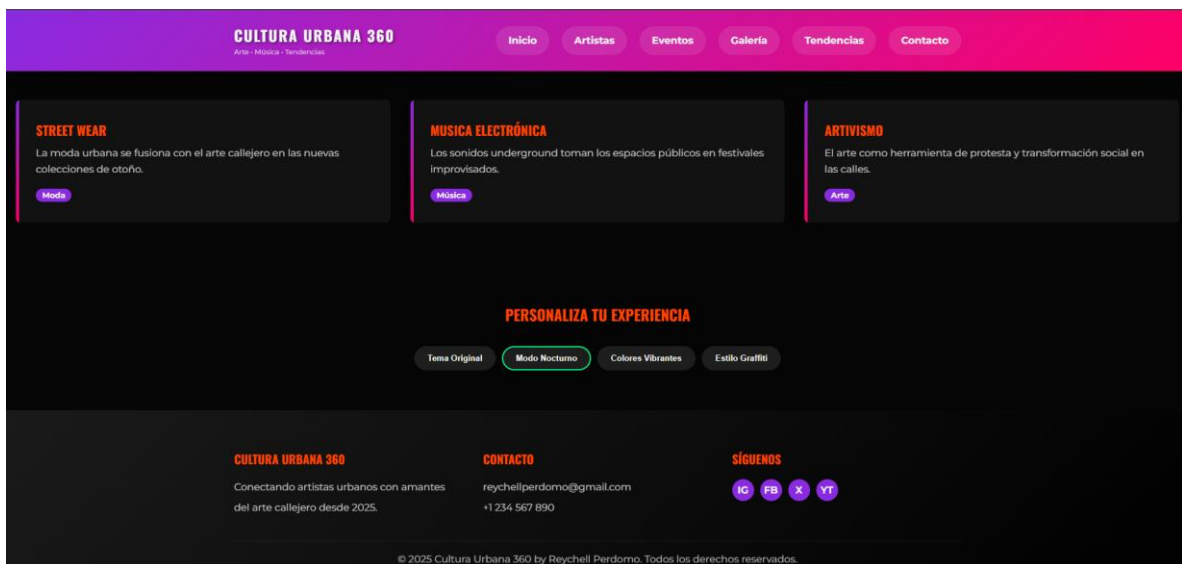 CULTURA URBANA 360
Arte - Música - Tendencias
Inicio
Artistas
Eventos
Galería
Tendencias
Contacto
STREET WEAR
La moda urbana se fusiona con el arte callejero en las nuevas
colecciones de otoño.
Moda
MUSICA ELECTRÓNICA
Los sonidos underground toman los espacios públicos en festivales
improvisados.
Música
ARTIVISMO
El arte como herramienta de protesta y transformación social en
las calles.
Arte
PERSONALIZA TU EXPERIENCIA
Tema Original
Modo Nocturno
Colores Vibrantes
Estilo Graffiti
CULTURA URBANA 360
Conectando artistas urbanos con amantes
del arte callejero desde 2025.
CONTACTO
reychellperdomo@gmail.com
+1 234 567 890
SÍGUENOS
IG FB X YT
© 2025 Cultura Urbana 360 by Reychell Perdomo. Todos los derechos reservados.